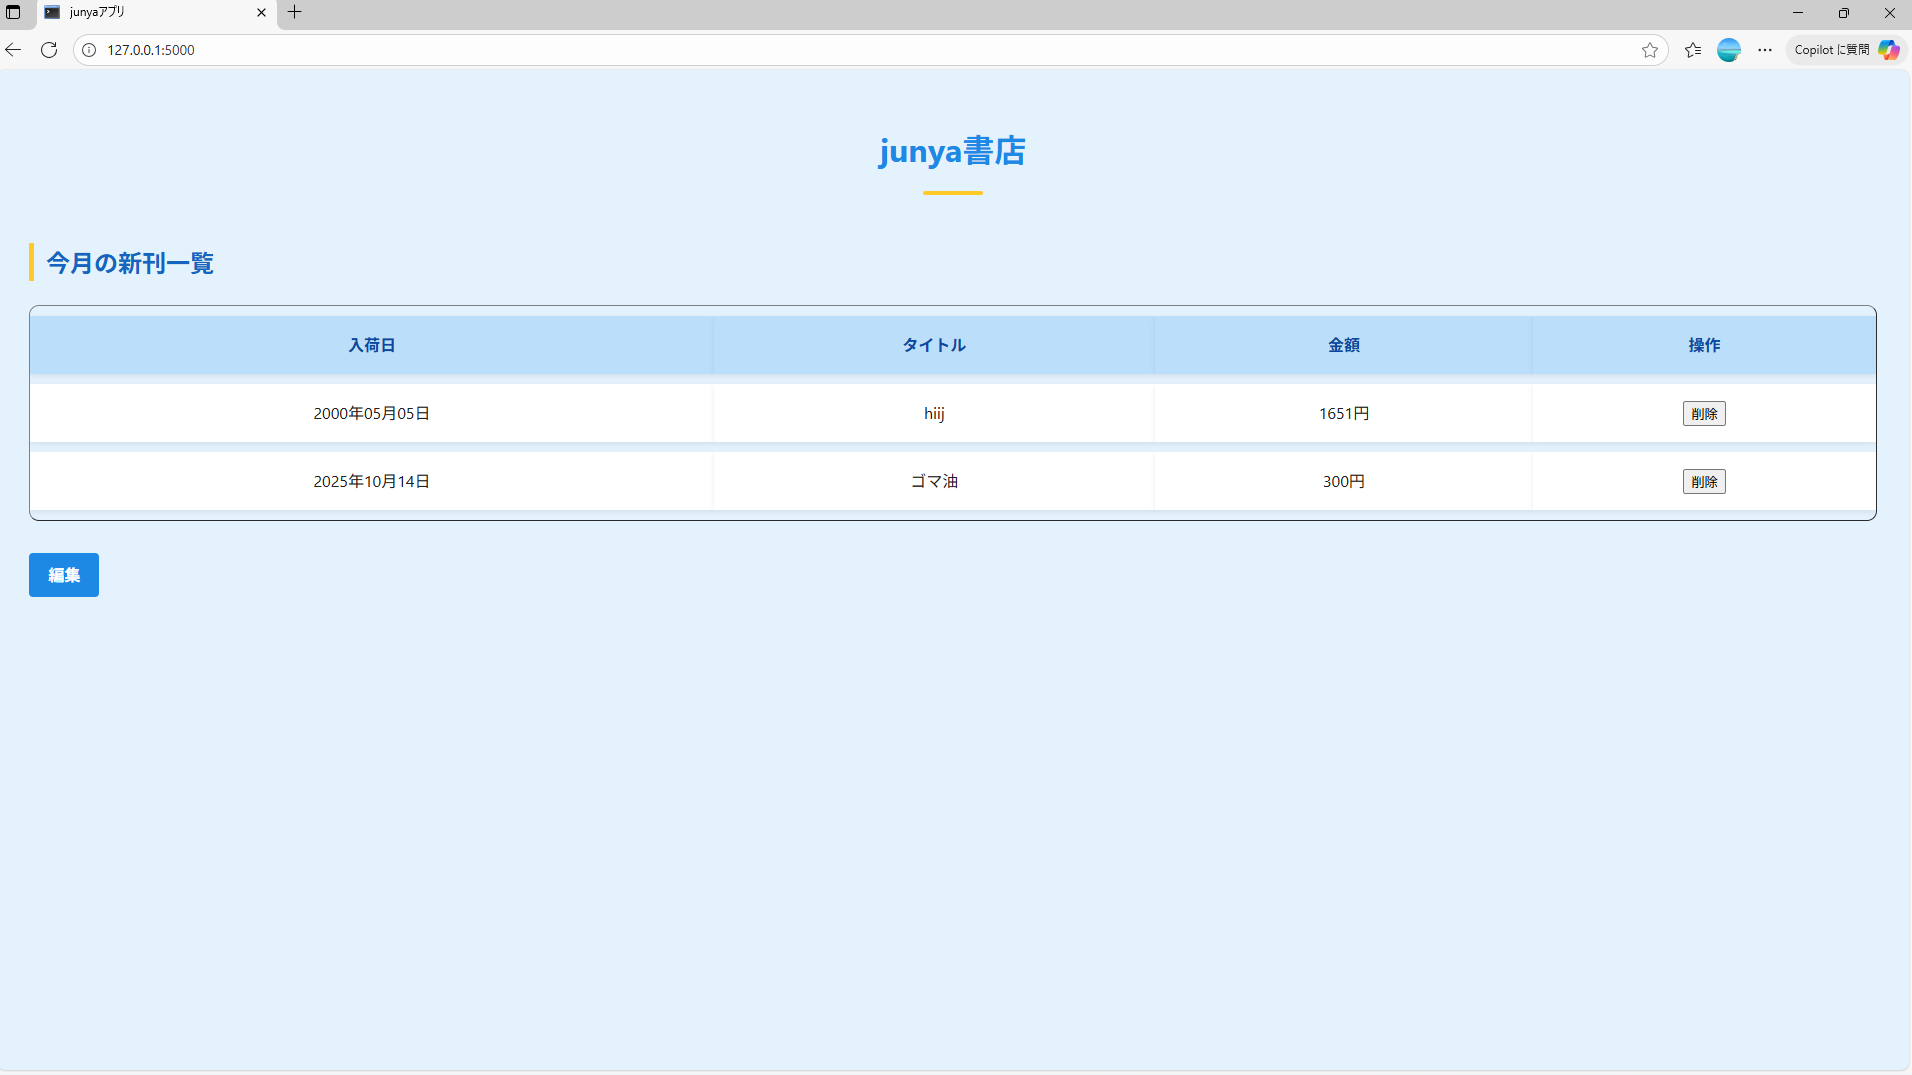 junyaアプリ
127.0.0.1:5000
Copilot に質問
junya書店
今月の新刊一覧
入荷日 タイトル 金額 操作
2000年05月05日 hiij 1651円 削除
2025年10月14日 ゴマ油 300円 削除
編集